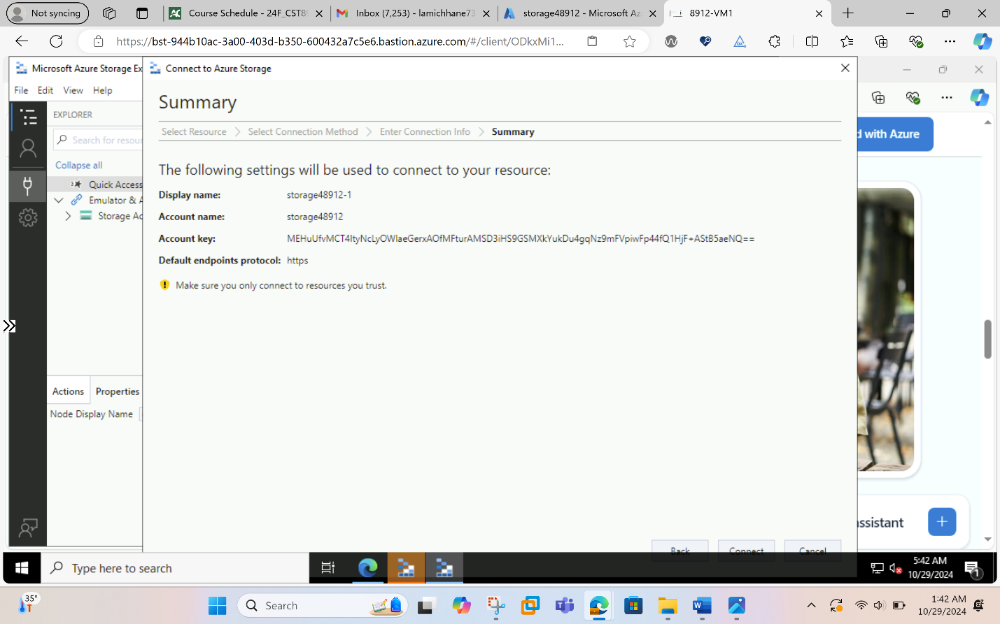 Not syncing
Course Schedule - 24F_CST89
Inbox (7,253) - lamichhane73
storage48912 - Microsoft Az
8912-VM1
https://bst-944b10ac-3a00-403d-b350-600432a7c5e6.bastion.azure.com/#/client/ODkxMi1...
Microsoft Azure Storage Ex
Connect to Azure Storage
File Edit View Help
Summary
EXPLORER
Select Resource
Select Connection Method
Enter Connection Info
Summary
Search for resour
d with Azure
Collapse all
The following settings will be used to connect to your resource:
Quick Access
Display name: storage48912-1
Emulator & A
Storage Ac
Account name: storage48912
Account key: MEHuUfvMCT4ltyNcLyOWlaeGerxAOfMFturAMSD3iHS9GSMXkYukDu4gqNz9mFVpiwFp44fQ1HjF+AStB5aeNQ==
Default endpoints protocol: https
Make sure you only connect to resources you trust.
Actions Properties
Node Display Name
ssistant
Back Connect Cancel
Type here to search
5:42 AM
10/29/2024
1
35°
Search
1:42 AM
10/29/2024